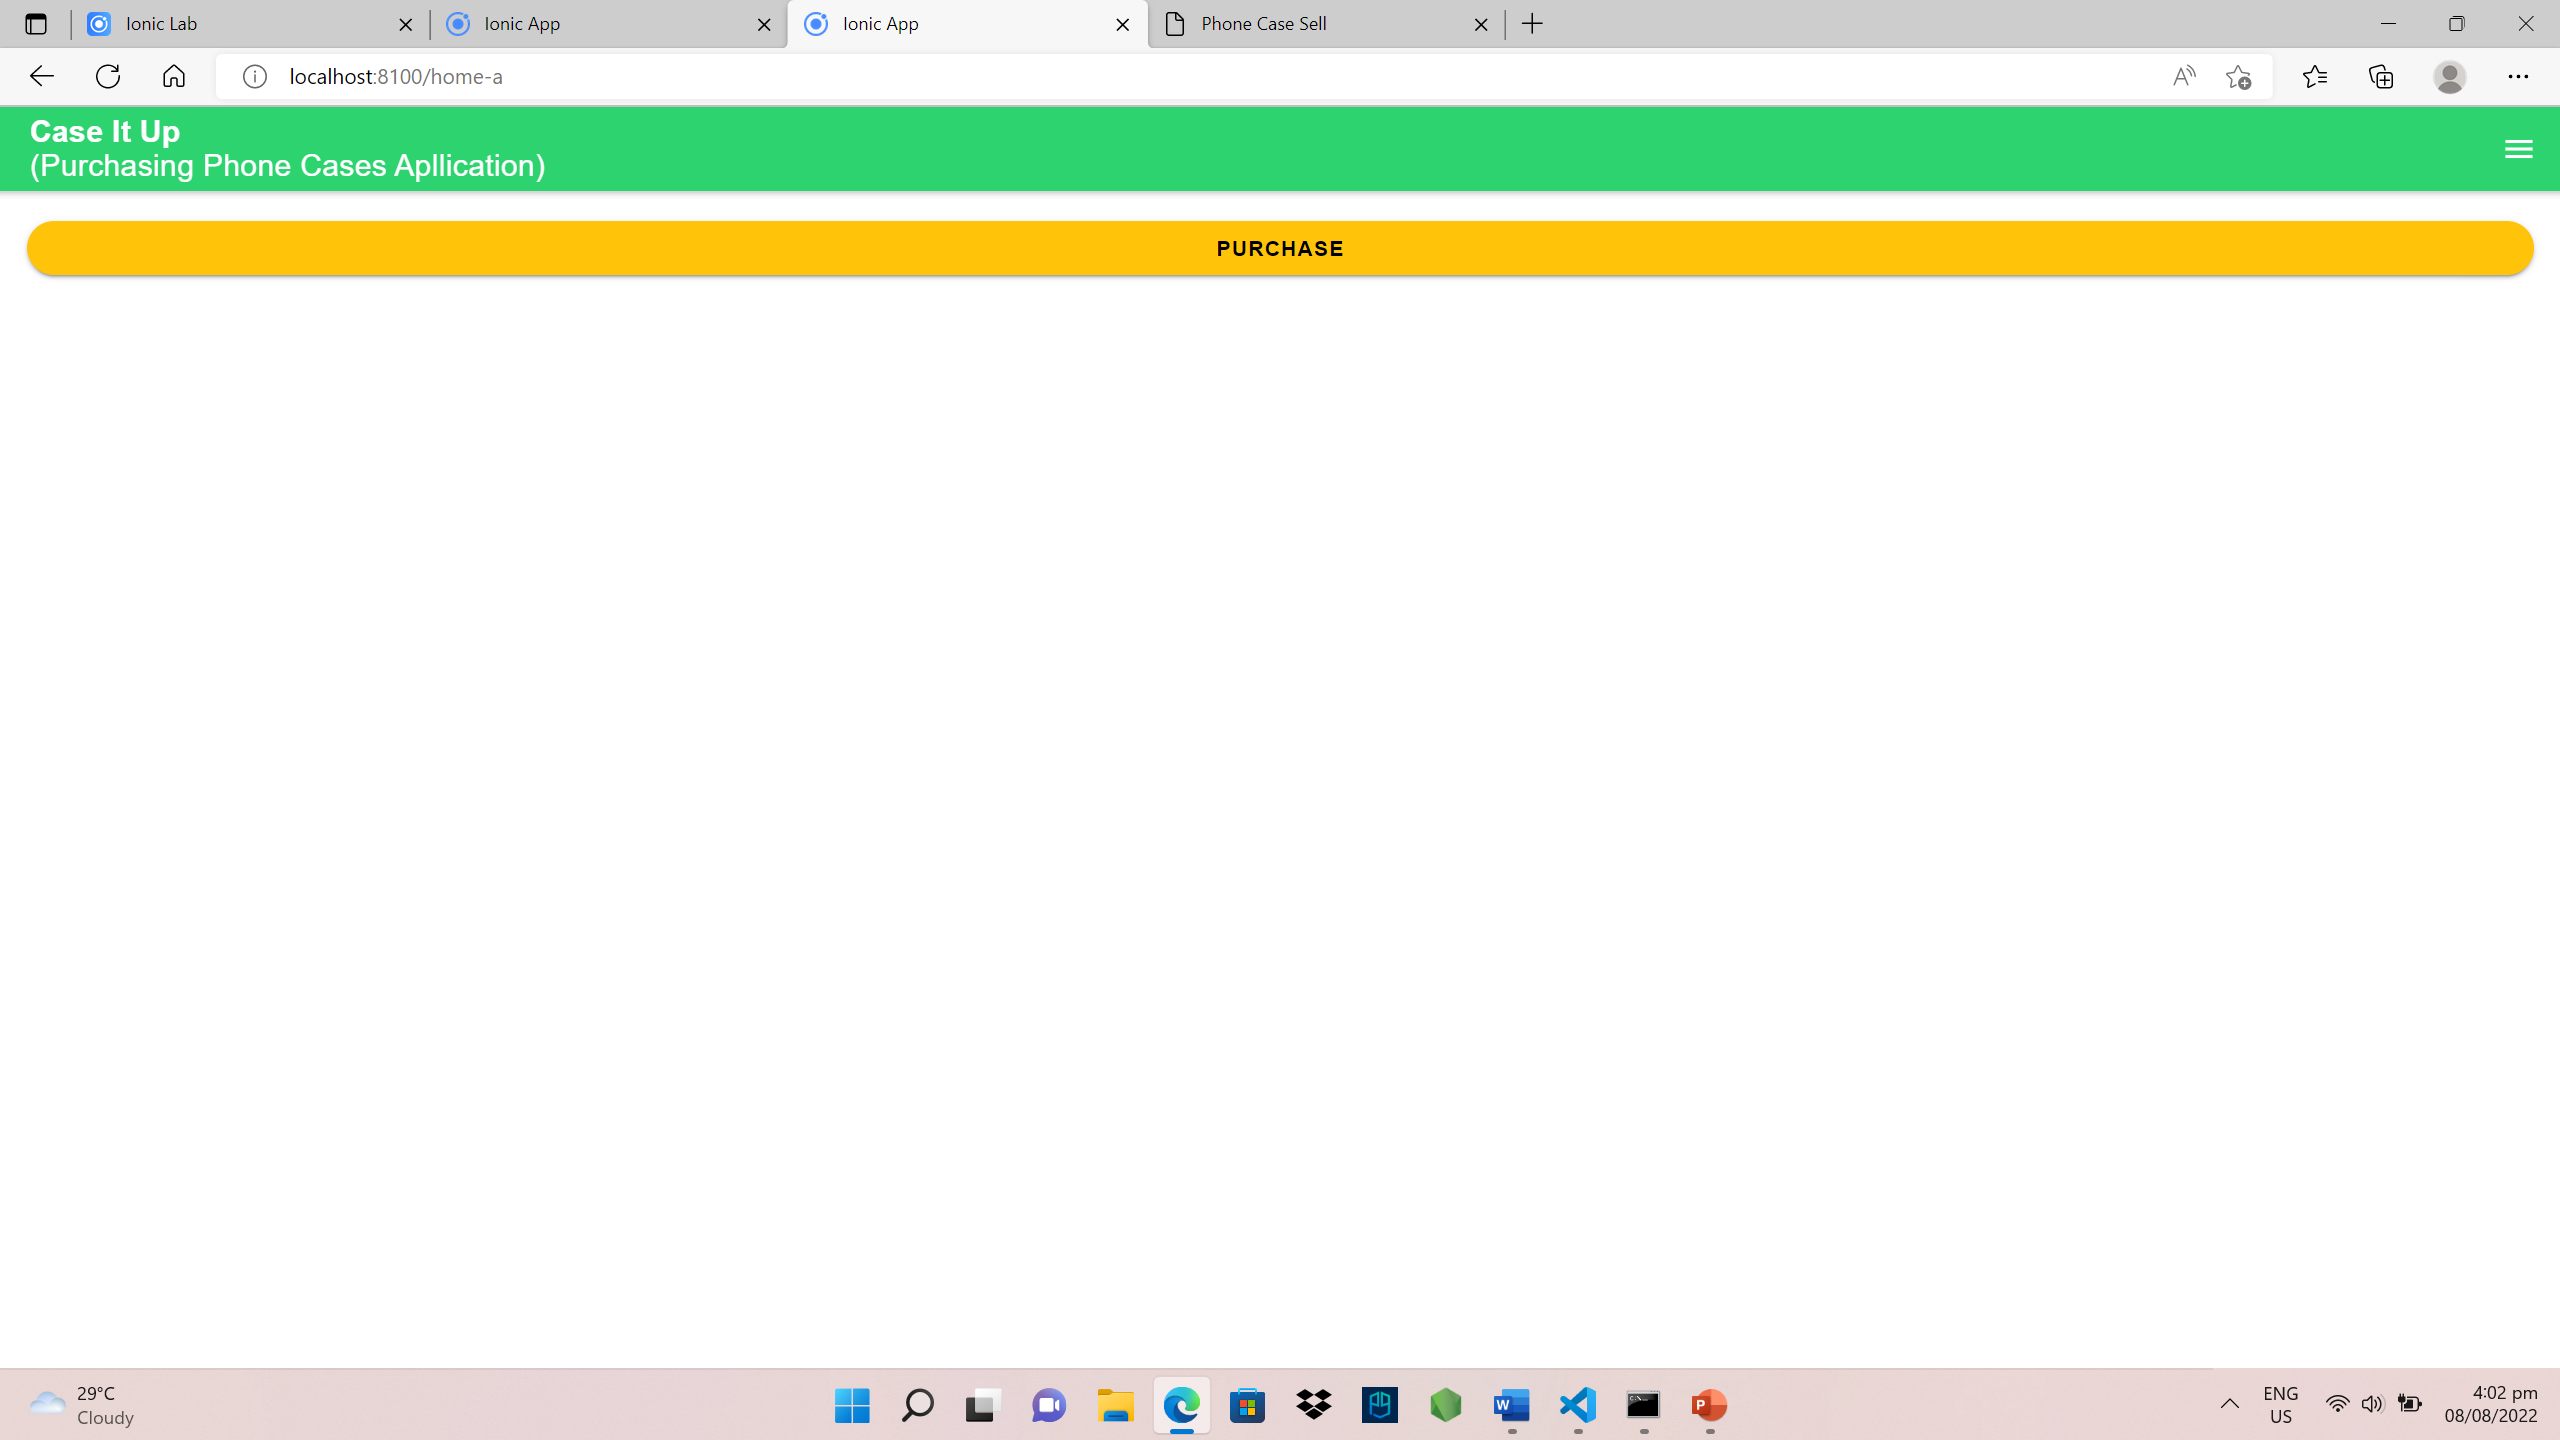 Ionic Lab
Ionic App
Ionic App
Phone Case Sell
localhost:8100/home-a
Case It Up
(Purchasing Phone Cases Apllication)
PURCHASE
29°C
Cloudy
ENG
US
4:02 pm
08/08/2022